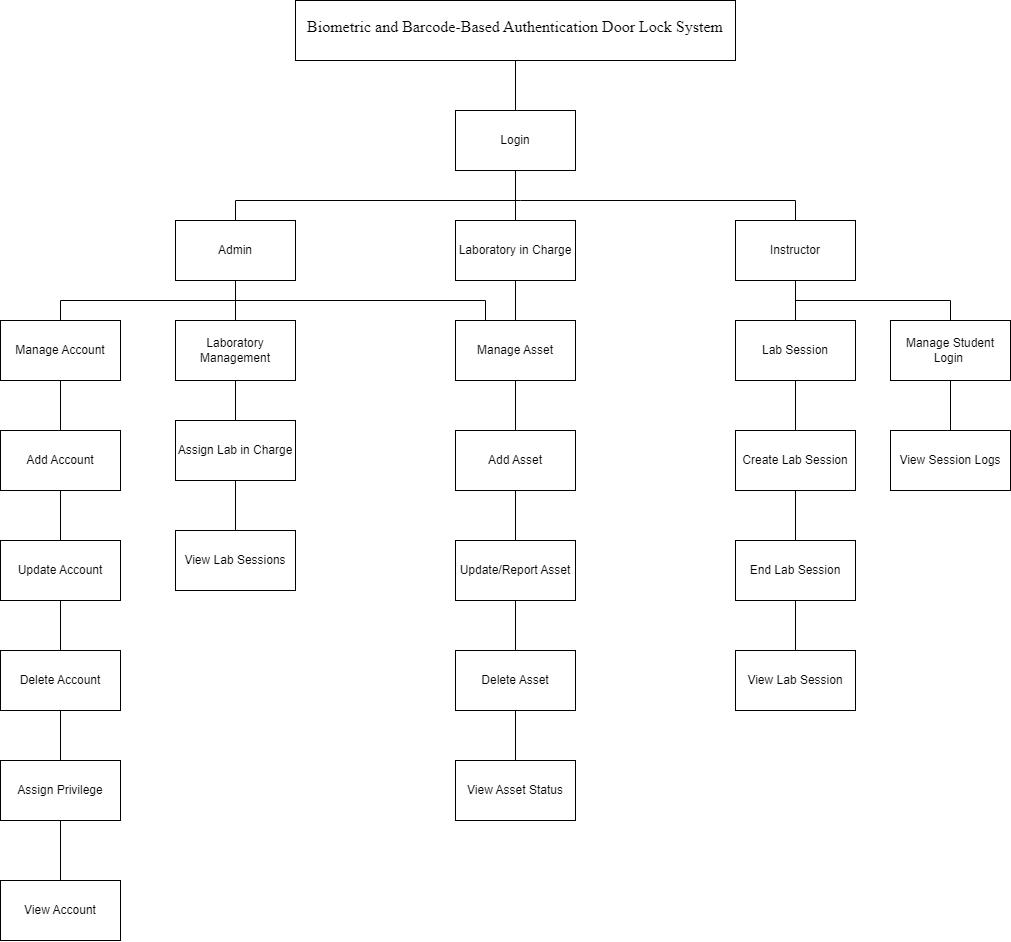 Biometric and Barcode-Based Authentication Door Lock System
Login
Admin
Laboratory in Charge
Instructor
Manage Account
Laboratory
Management
Manage Asset
Lab Session
Manage Student
Login
Add Account
Assign Lab in Charge
Add Asset
Create Lab Session
View Session Logs
Update Account
View Lab Sessions
Update/Report Asset
End Lab Session
Delete Account
Delete Asset
View Lab Session
Assign Privilege
View Asset Status
View Account